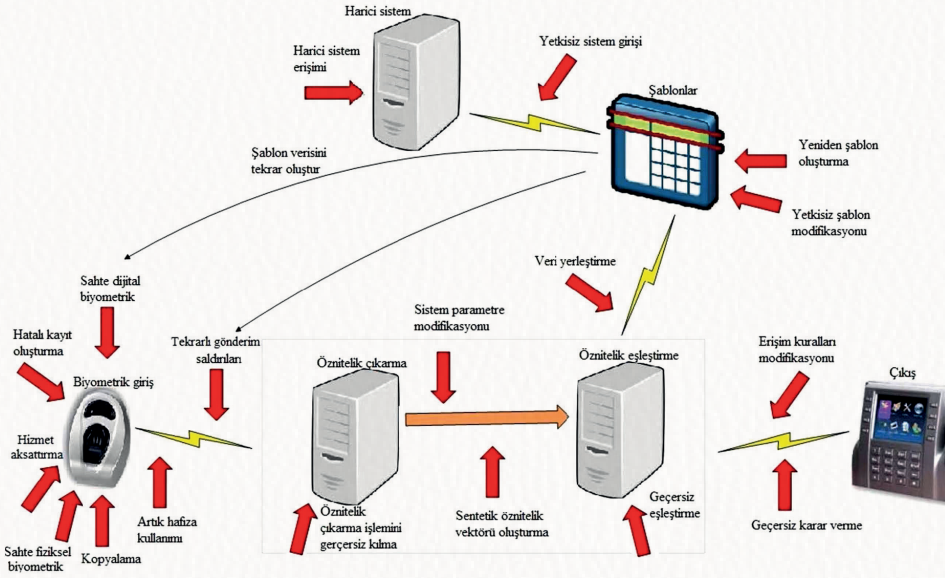 Harici sistem
Harici sistem
erişimi
Yetkisiz sistem girişi
Şablonlar
Şablon verisini
tekrar oluştur
Yeniden şablon
oluşturma
Yetkisiz şablon
modifikasyonu
Veri yerleştirme
Sahte dijital
biyometrik
Sistem parametre
modifikasyonu
Hatalı kayıt
oluşturma
Tekrarlı gönderim
saldırıları
Erişim kuralları
modifikasyonu
Biyometrik giriş
Öznitelik çıkarma
Öznitelik eşleştirme
Çıkış
Hizmet
aksattırma
Sahte fiziksel
biyometrik
Kopyalama
Artık hafıza
kullanımı
Öznitelik
çıkarma işlemini
gerçersiz kılma
Sentetik öznitelik
vektörü oluşturma
Geçersiz
eşleştirme
Geçersiz karar verme